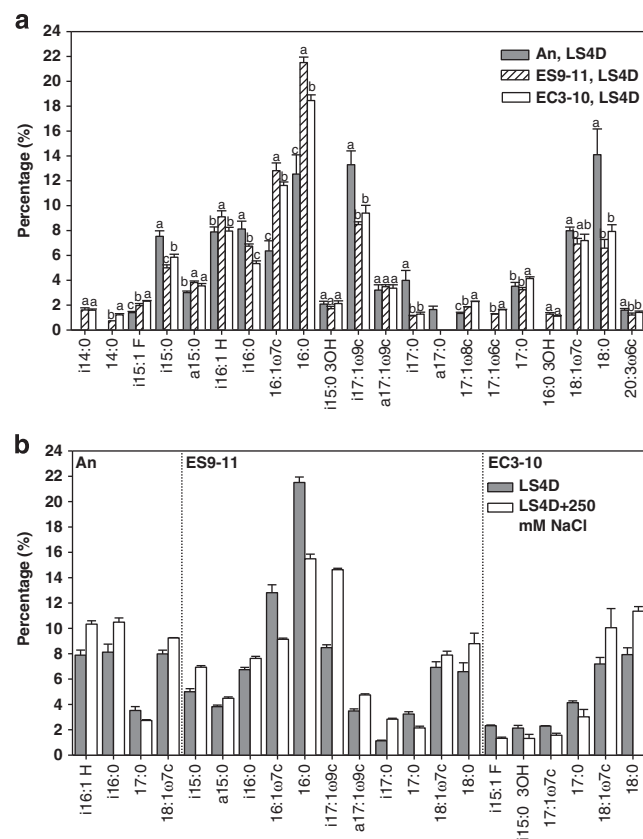 a
24
22
20
18
16
14
12
10
8
6
4
2
0
Percentage (%)
An, LS4D
ES9-11, LS4D
EC3-10, LS4D
a a
b a
c b a
a c b
b a a
b a b
a b c
c a b
c a b
a a a
a b b
a a a
a b b
a
c b a
b a
b b a
a a
a b ab
a b b
a b b
i14:0
14:0
i15:1 F
i15:0
a15:0
i16:1 H
i16:0
16:1ω7c
16:0
i15:0 3OH
i17:1ω9c
a17:1ω9c
i17:0
a17:0
17:1ω8c
17:1ω6c
17:0
16:0 3OH
18:1ω7c
18:0
20:3ω6c
b
24
22
20
18
16
14
12
10
8
6
4
2
0
Percentage (%)
An
ES9-11
EC3-10
LS4D
LS4D+250
mM NaCl
i16:1 H
i16:0
17:0
18:1ω7c
i15:0
a15:0
i16:0
16:1ω7c
16:0
i17:1ω9c
a17:1ω9c
i17:0
17:0
18:1ω7c
18:0
i15:1 F
i15:0 3OH
17:1ω7c
17:0
18:1ω7c
18:0